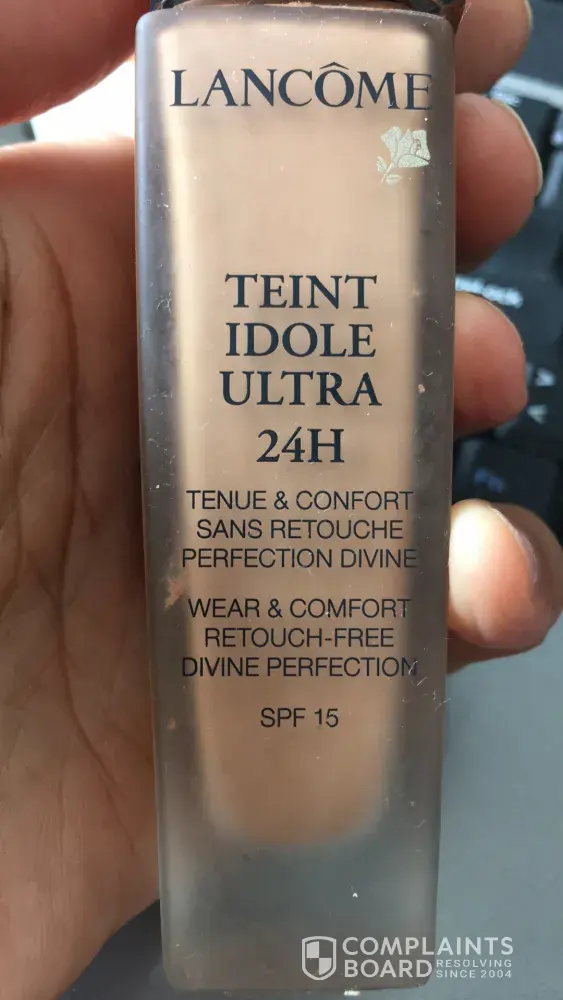 LANCÔME
TEINT
IDOLE
ULTRA
24H
TENUE & CONFORT
SANS RETOUCHE
PERFECTION DIVINE
WEAR & COMFORT
RETOUCH-FREE
DIVINE PERFECTION
SPF 15
COMPLAINTS
BOARD RESOLVING
SINCE 2004